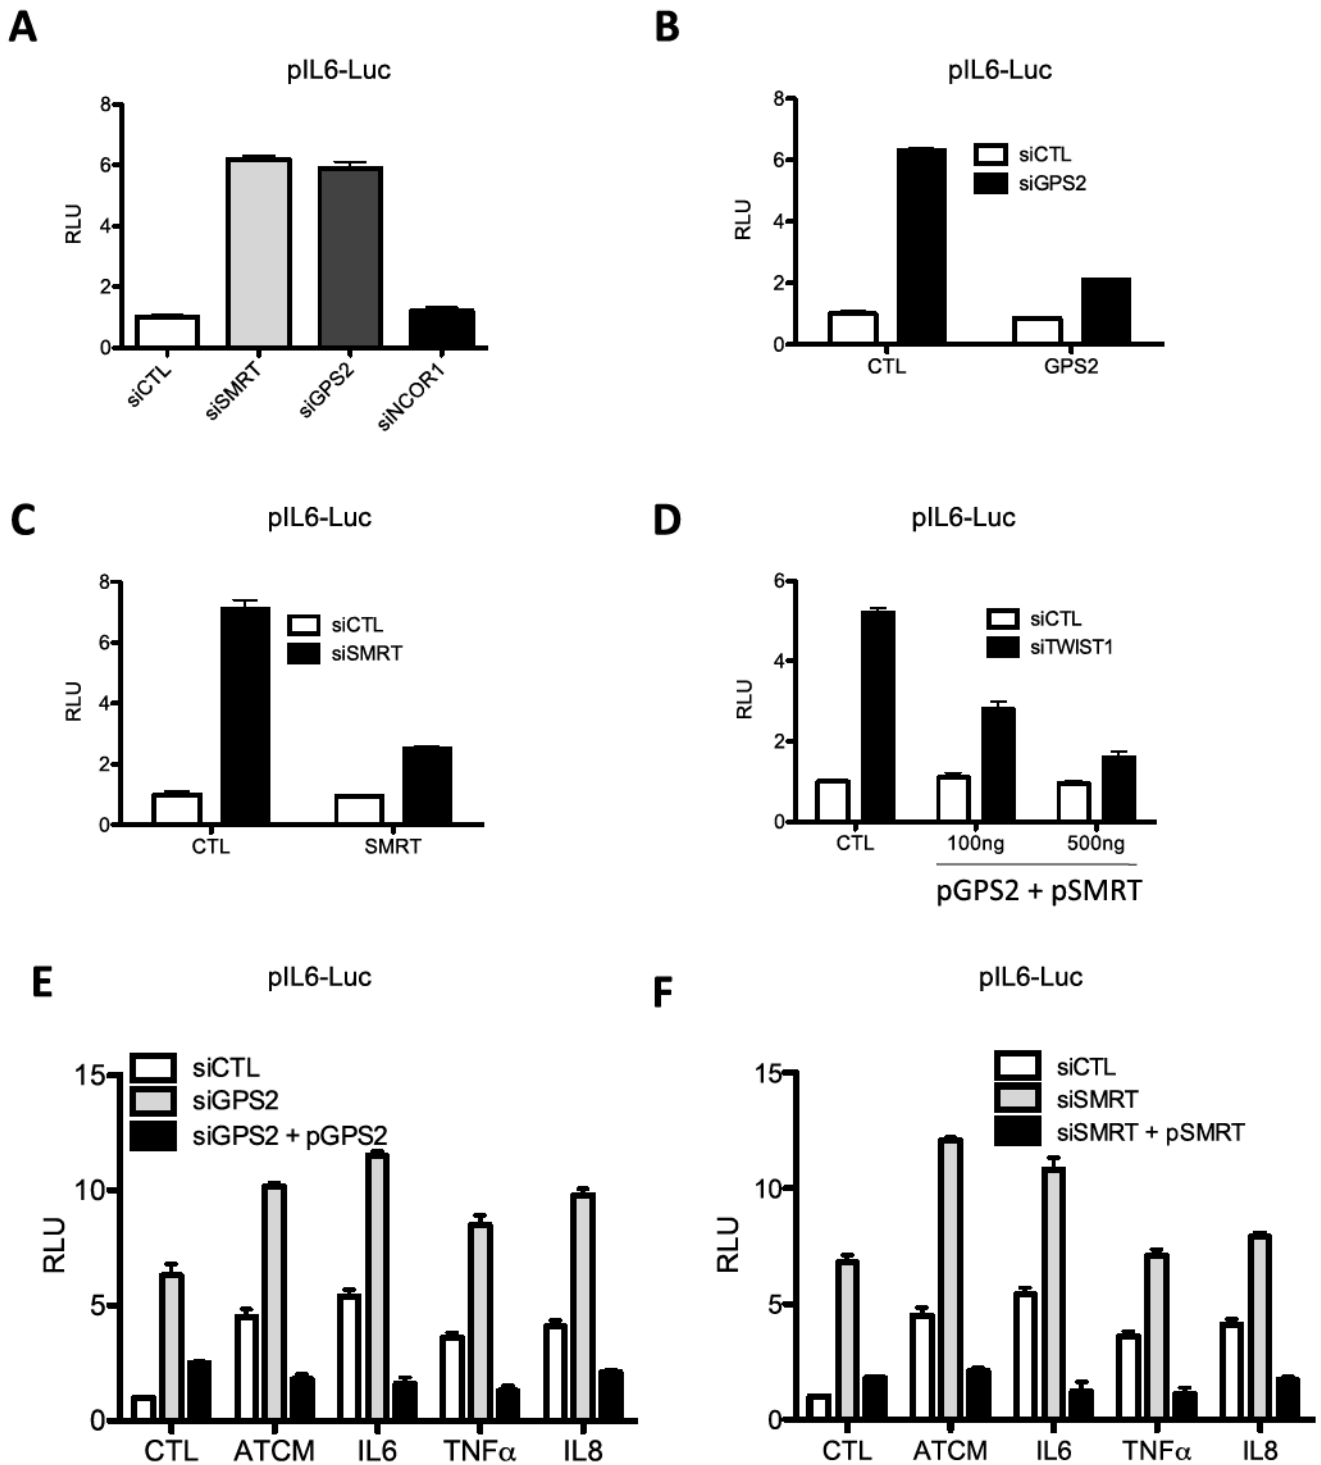 A
pIL6-Luc
8
6
4
2
0
RLU
siCTL
siSMRT
siGPS2
siNCOR1
B
pIL6-Luc
8
6
4
2
0
RLU
siCTL
siGPS2
CTL
GPS2
C
pIL6-Luc
8
6
4
2
0
RLU
siCTL
siSMRT
CTL
SMRT
D
pIL6-Luc
6
4
2
0
RLU
siCTL
siTWIST1
CTL
100ng
500ng
pGPS2 + pSMRT
E
pIL6-Luc
siCTL
siGPS2
siGPS2 + pGPS2
15
10
5
0
RLU
CTL
ATCM
IL6
TNFα
IL8
F
pIL6-Luc
siCTL
siSMRT
siSMRT + pSMRT
15
10
5
0
RLU
CTL
ATCM
IL6
TNFα
IL8